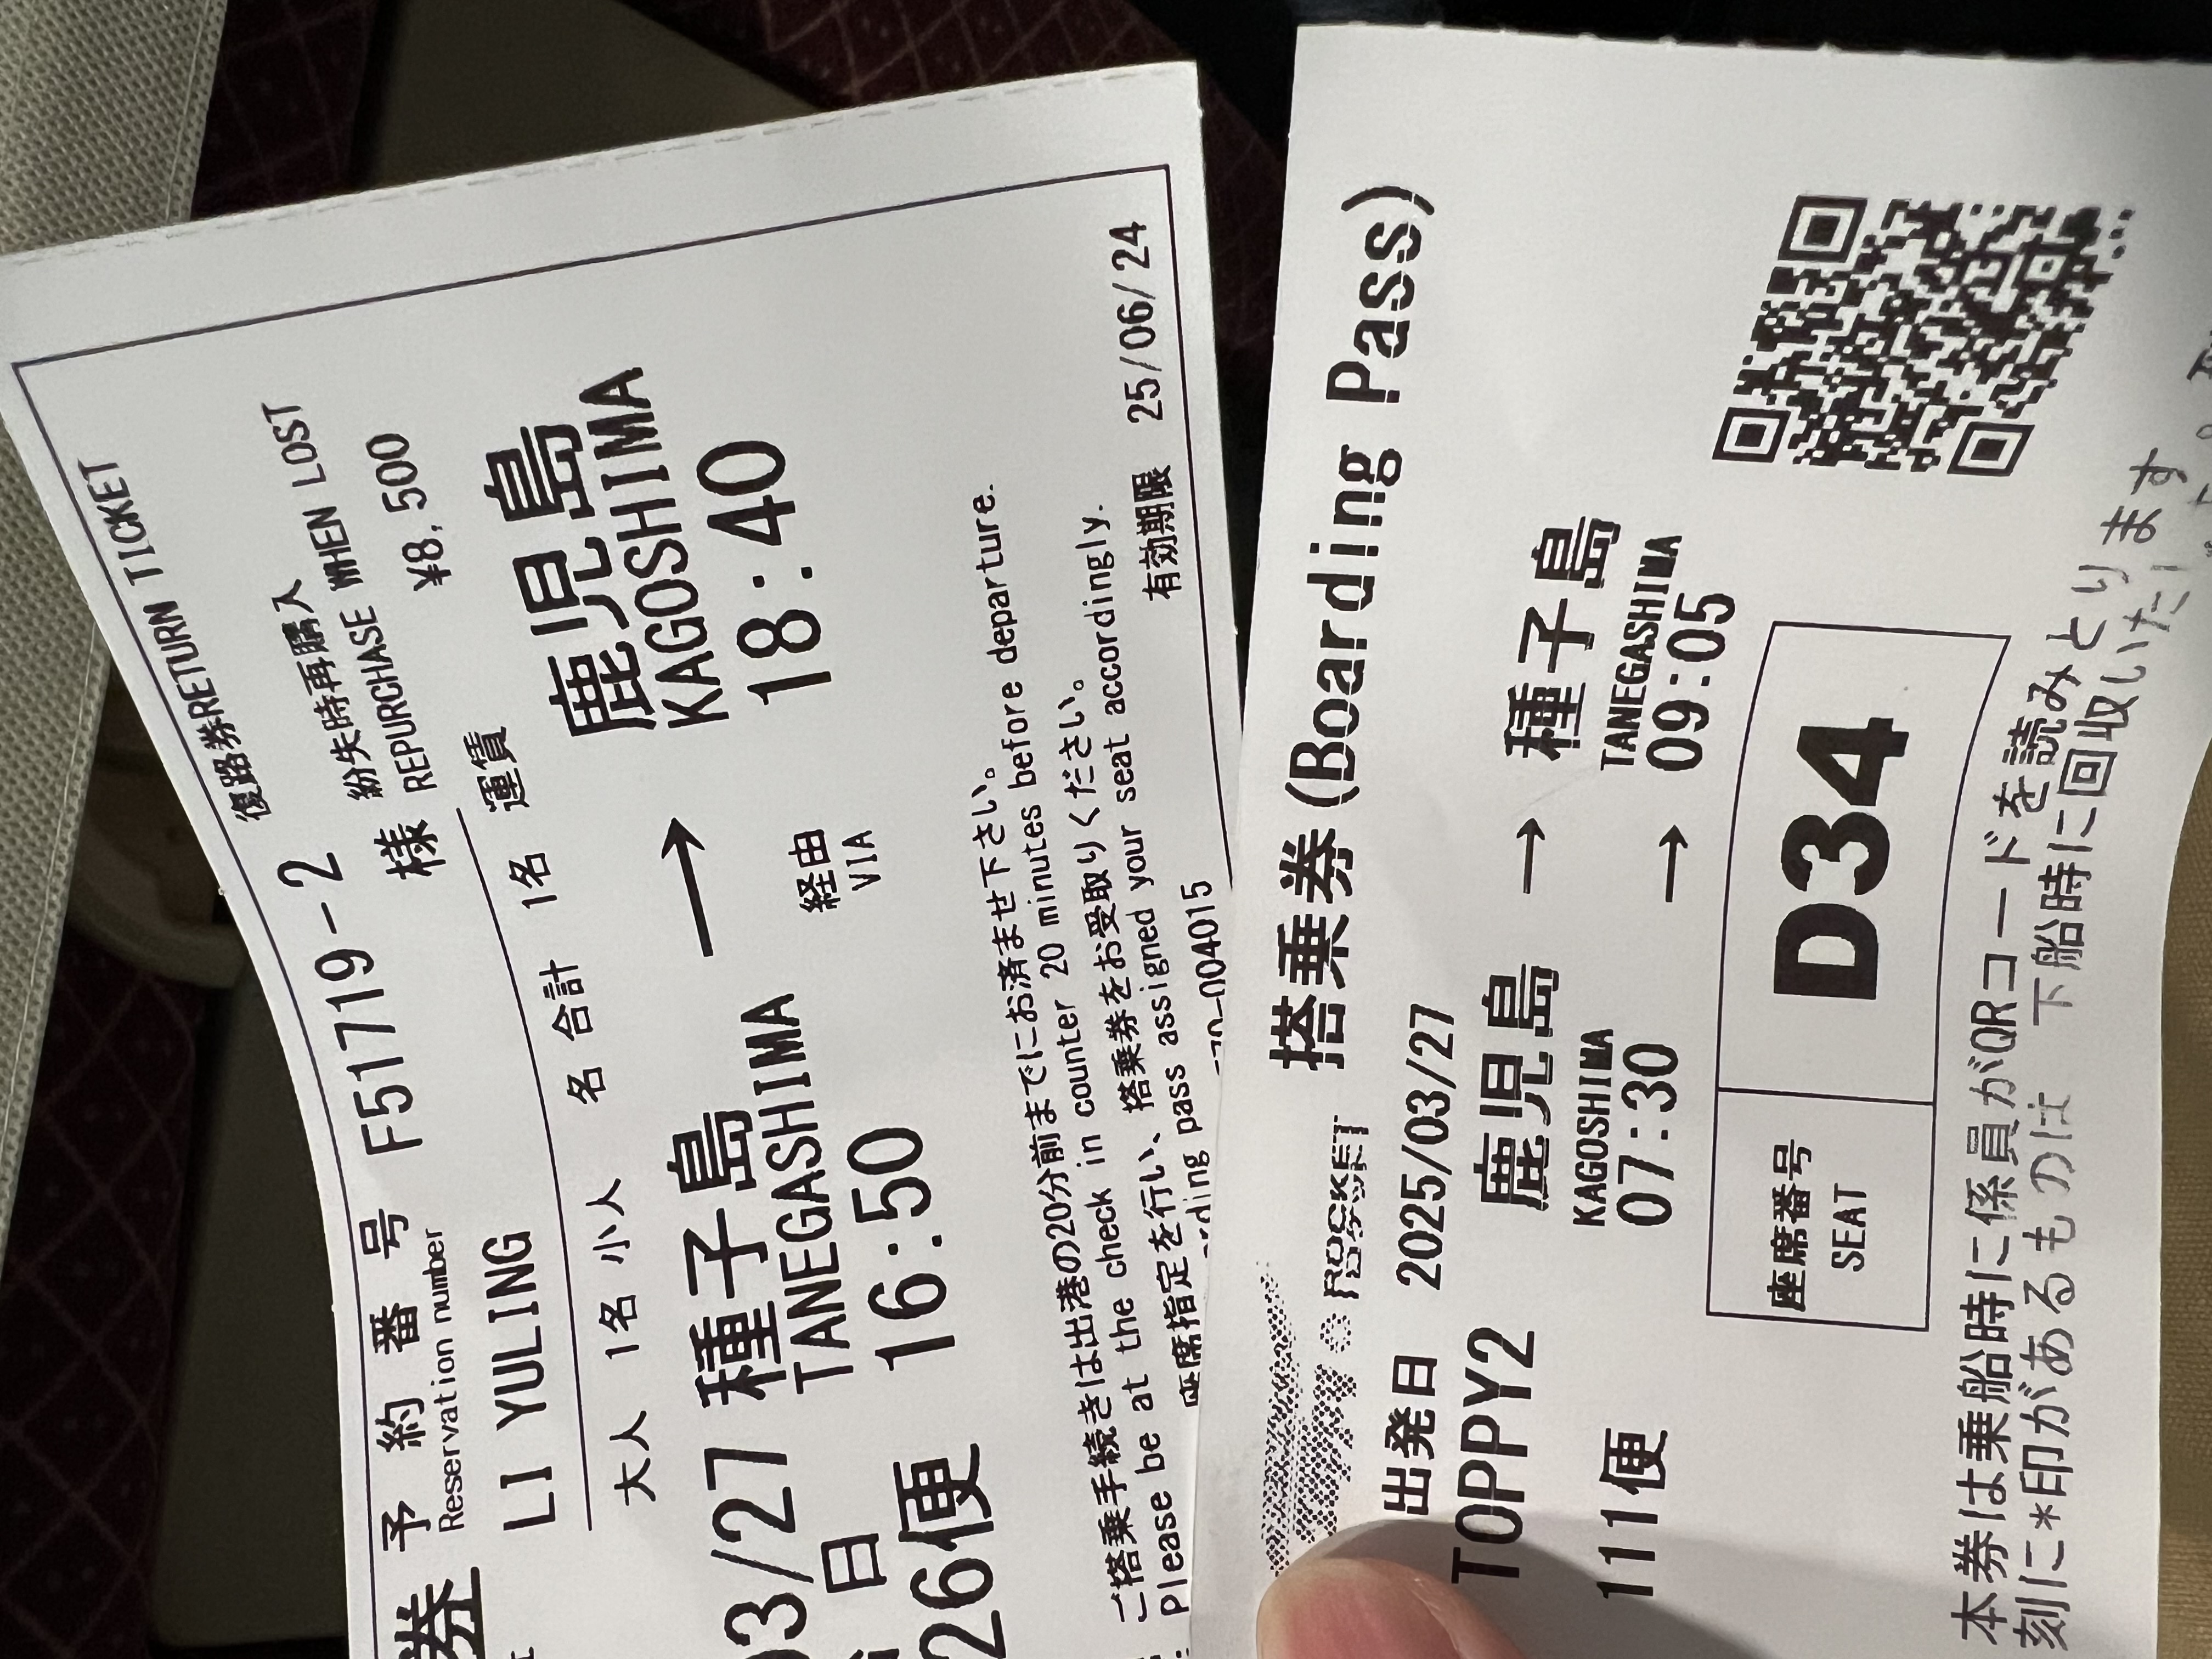 復路券RETURN TICKET
券 予約番号 F51719-2
Reservation number
紛失時再購入
LI YULING 様 REPURCHASE WHEN LOST
大人 1名 小人 名 合計 1名 運賃 ¥8,500
03/27 種子島 → 鹿児島
TANEGASHIMA KAGOSHIMA
日 16:50 経由 18:40
VIA
26便
ご搭乗手続きは出港の20分前までにお済ませ下さい。
Please be at the check in counter 20 minutes before departure.
座席指定を行い、搭乗券をお受取りください。
pass assigned your seat accordingly.
-004015 有効期限 25/06/24
ROCKET 搭乗券(Boarding Pass)
出発日 2025/03/27
TOPPY2 鹿児島 → 種子島
KAGOSHIMA TANEGASHIMA
111便 07:30 → 09:05
座席番号 D34
SEAT
本券は乗船時に係員がQRコードを読みとります。
刻に*印があるものは 下船時に回収いた